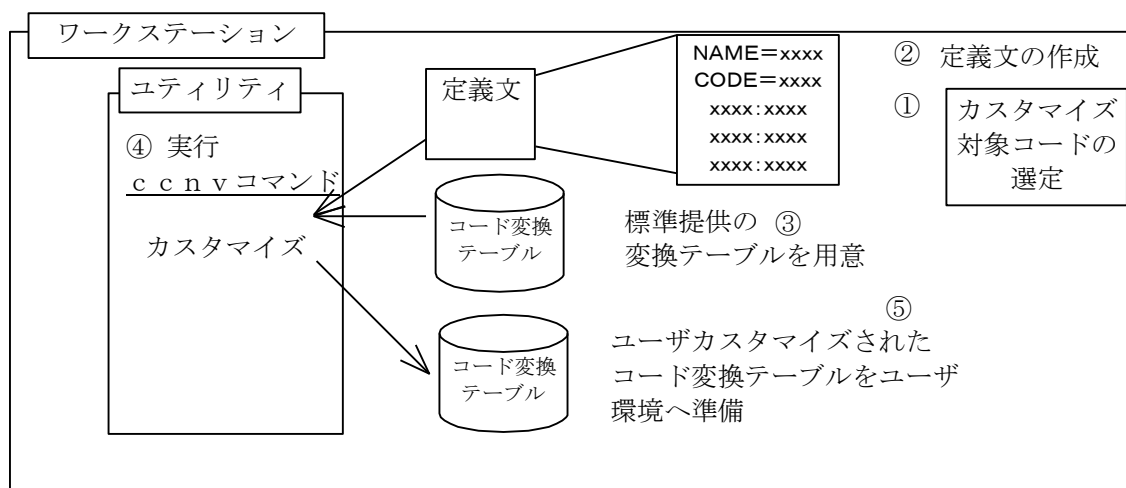 ワークステーション
ユティリティ
④ 実行
ｃｃｎｖコマンド
カスタマイズ
定義文
NAME＝xxxx
CODE＝xxxx
xxxx：xxxx
xxxx：xxxx
xxxx：xxxx
② 定義文の作成
①
カスタマイズ
対象コードの
選定
コード変換
テーブル
標準提供の ③
変換テーブルを用意
コード変換
テーブル
⑤
ユーザカスタマイズされた
コード変換テーブルをユーザ
環境へ準備